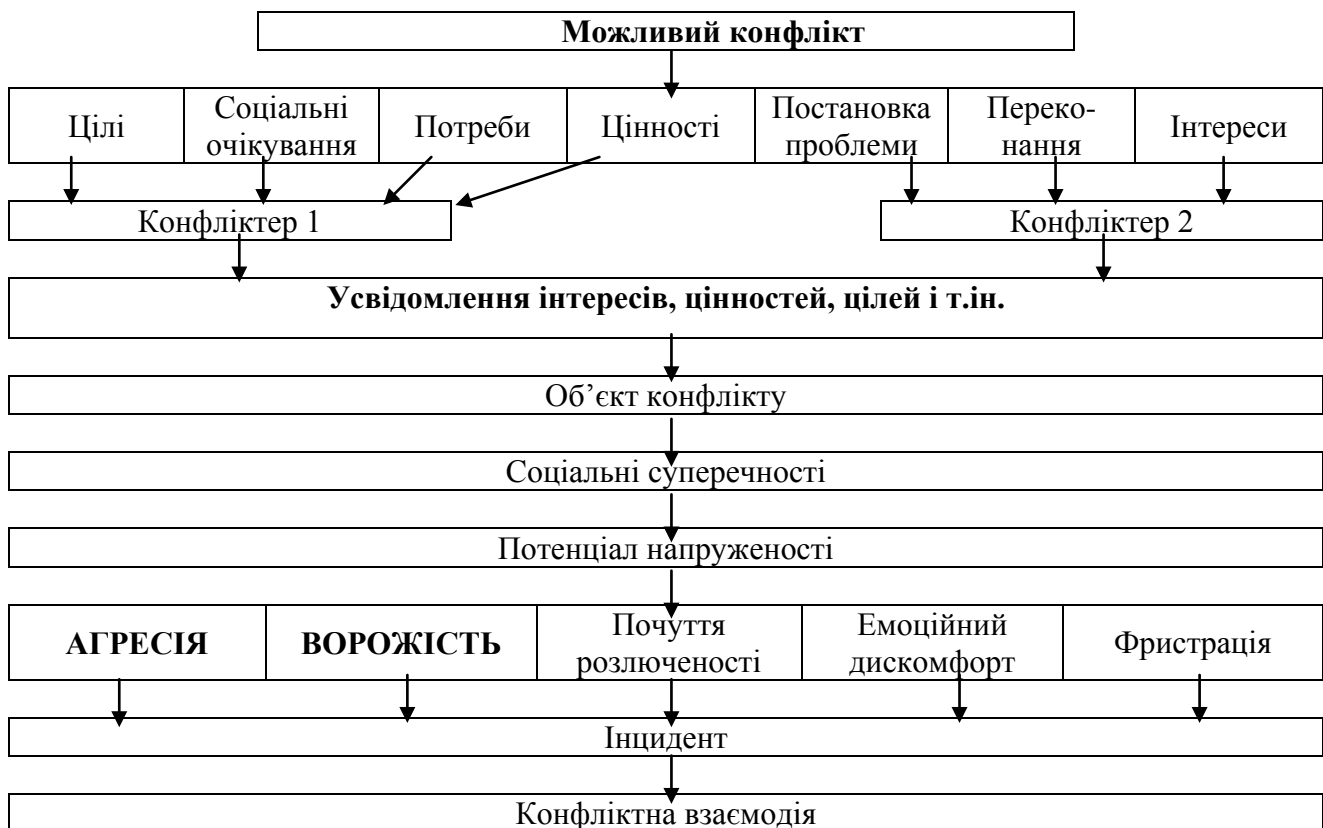 Можливий конфлікт
Цілі
Соціальні
очікування
Потреби
Цінності
Постановка
проблеми
Переко-
нання
Інтереси
Конфліктер 1
Конфліктер 2
Усвідомлення інтересів, цінностей, цілей і т.ін.
Об’єкт конфлікту
Соціальні суперечності
Потенціал напруженості
АГРЕСІЯ
ВОРОЖІСТЬ
Почуття
розлюченості
Емоційний
дискомфорт
Фристрація
Інцидент
Конфліктна взаємодія